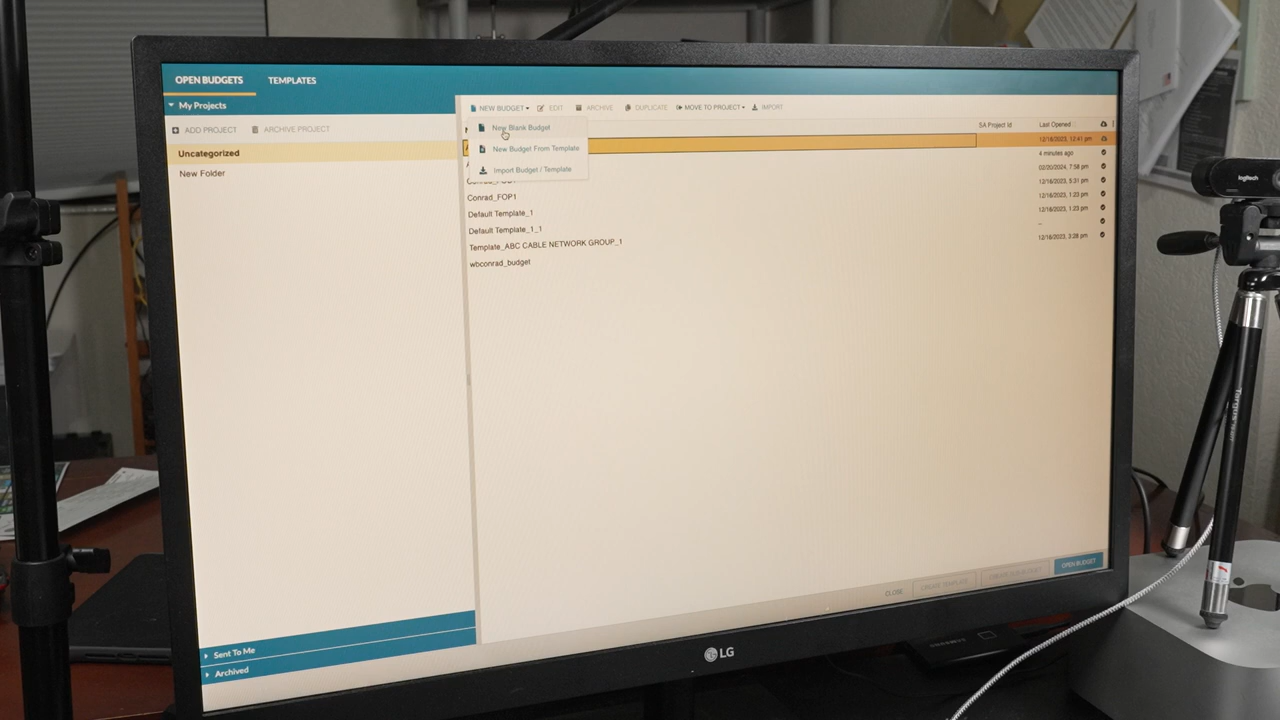 OPEN BUDGETS TEMPLATES
My Projects
ADD PROJECT ARCHIVE PROJECT
Uncategorized
New Folder
NEW BUDGET EDIT ARCHIVE DUPLICATE MOVE TO PROJECT IMPORT
New Blank Budget
New Budget From Template
Import Budget / Template
SA Project Id Last Opened
12/18/2023, 12:41 pm
4 minutes ago
02/20/2024, 7:58 pm
12/18/2023, 5:31 pm
Conrad_FOP1 12/18/2023, 1:23 pm
Default Template_1 12/18/2023, 1:23 pm
Default Template_1_1 --
Template_ABC CABLE NETWORK GROUP_1 12/18/2023, 3:28 pm
wbconrad_budget
CLOSE CREATE TEMPLATE OPEN BUDGET
Sent To Me
Archived
LG
logitech
Targus